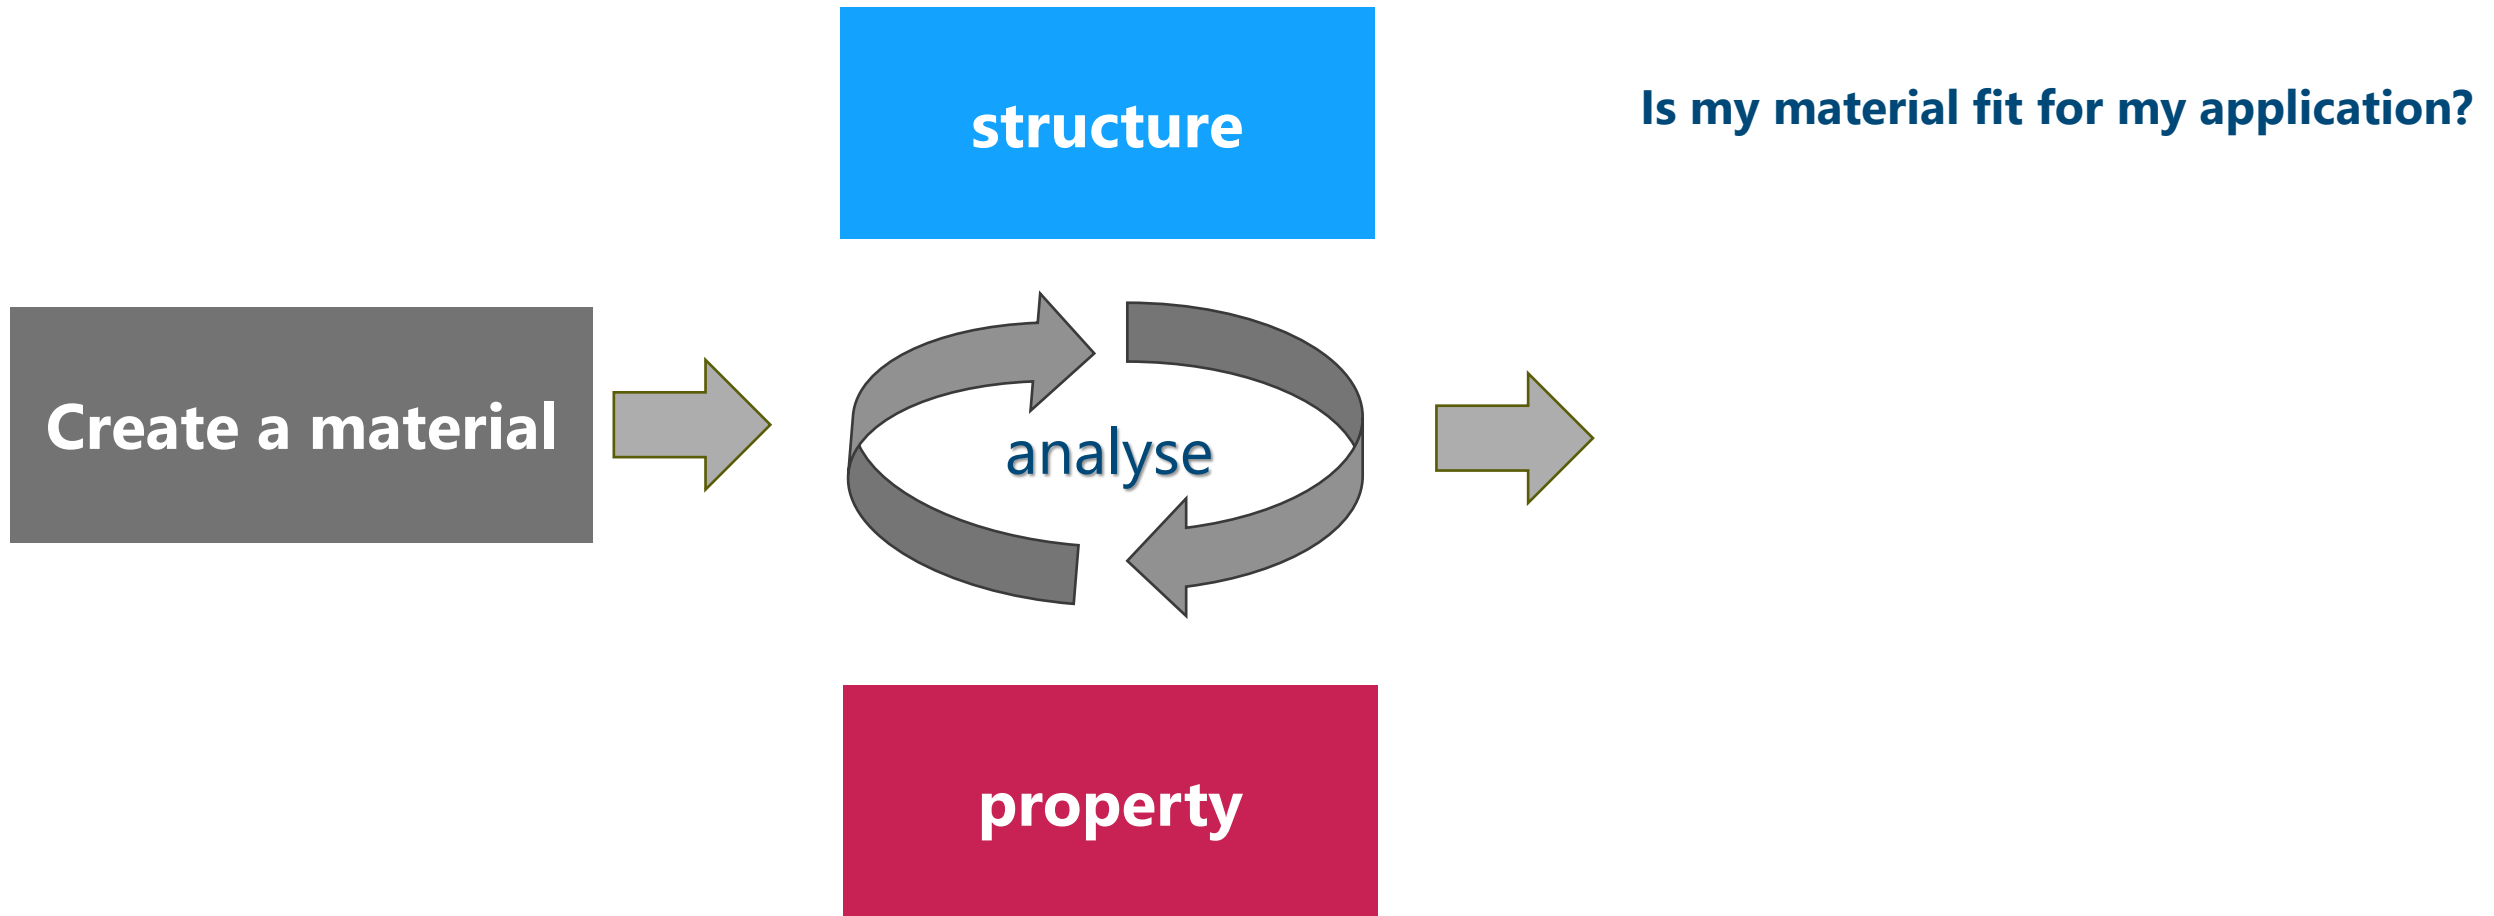 structure
Is my material fit for my application?
Create a material
analyse
property